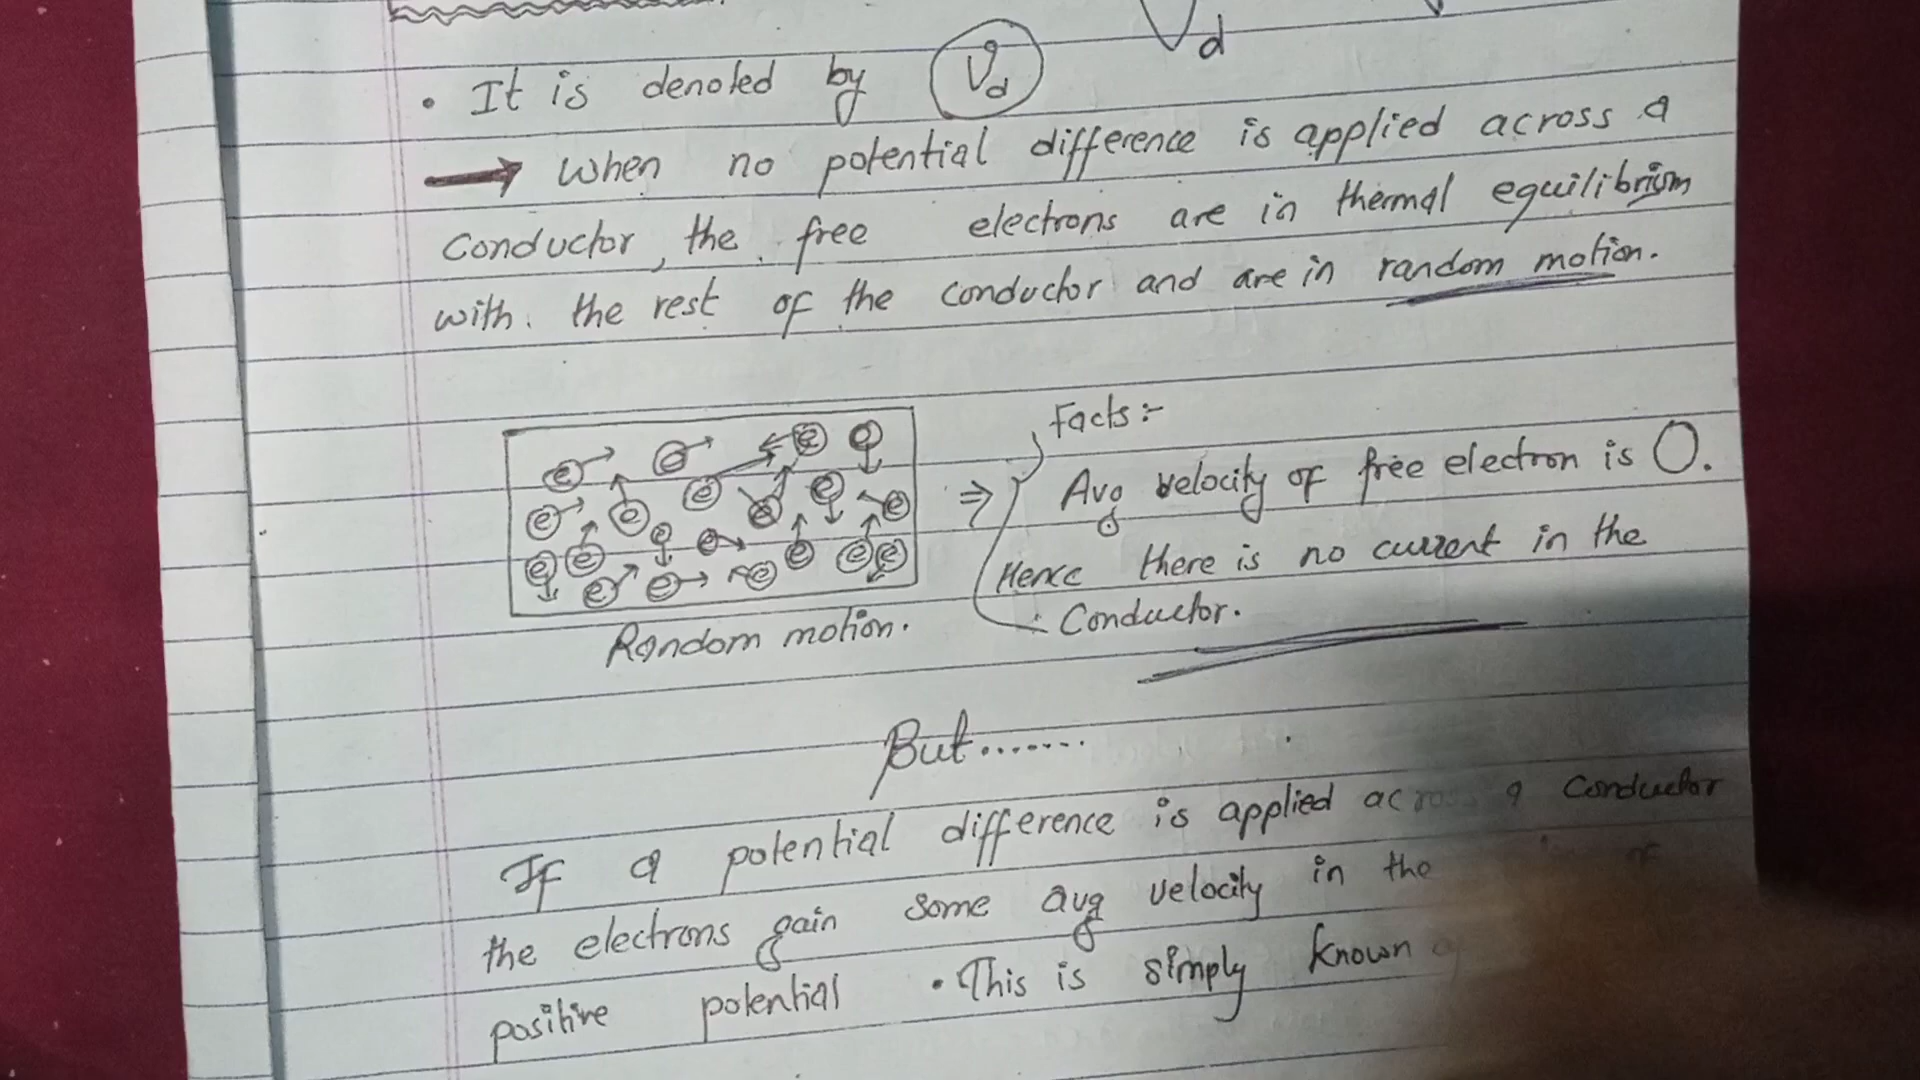 Vd
• It is denoted by Vd
→ When no potential difference is applied across a
Conductor, the free electrons are in thermal equilibrium
with the rest of the conductor and are in random motion.
Facts :-
⇒ Avg velocity of free electron is 0.
Hence there is no current in the
Conductor.
Random motion.
But.......
If a potential difference is applied across a Conductor
the electrons gain some avg velocity in the of
positive potential . This is simply known